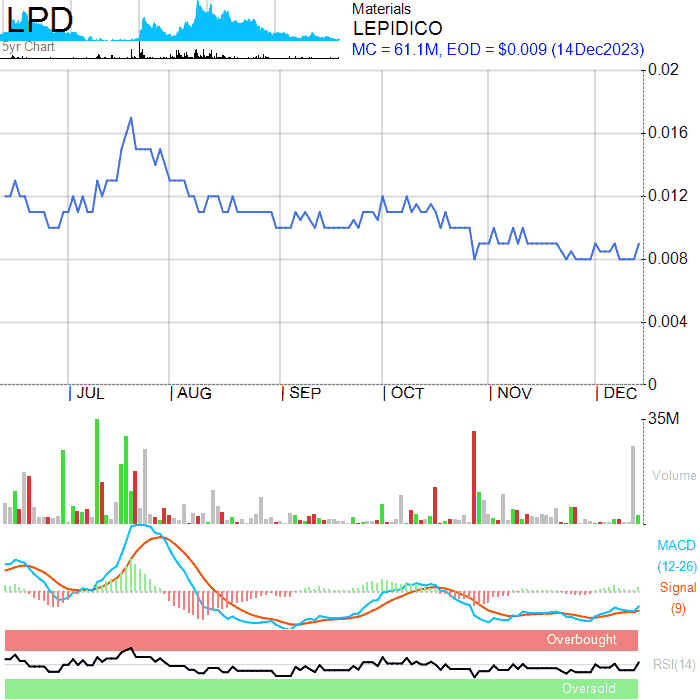 LPD
5yr Chart
Materials
LEPIDICO
MC = 61.1M, EOD = $0.009 (14Dec2023)
0.02
0.016
0.012
0.008
0.004
0
JUL AUG SEP OCT NOV DEC
35M
Volume
MACD
(12-26)
Signal
(9)
Overbought
RSI(14)
Oversold